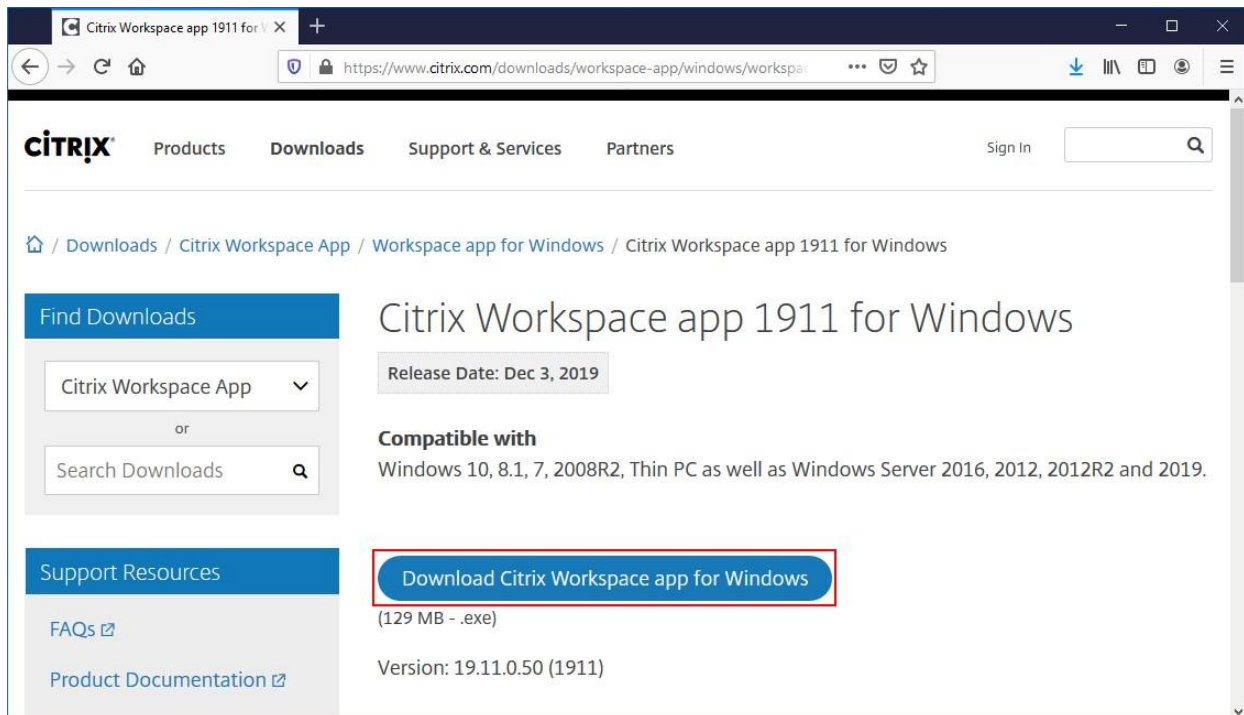 Citrix Workspace app 1911 for
https://www.citrix.com/downloads/workspace-app/windows/workspa
CITRIX Products Downloads Support & Services Partners Sign In
/ Downloads / Citrix Workspace App / Workspace app for Windows / Citrix Workspace app 1911 for Windows
Find Downloads
Citrix Workspace App
or
Search Downloads
Support Resources
FAQs
Product Documentation
Citrix Workspace app 1911 for Windows
Release Date: Dec 3, 2019
Compatible with
Windows 10, 8.1, 7, 2008R2, Thin PC as well as Windows Server 2016, 2012, 2012R2 and 2019.
Download Citrix Workspace app for Windows
(129 MB - .exe)
Version: 19.11.0.50 (1911)